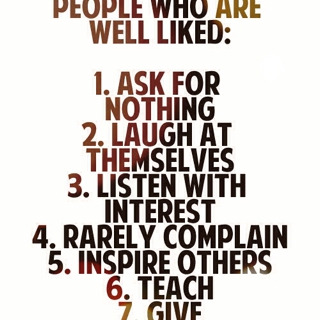 PEOPLE WHO ARE
WELL LIKED:
1. ASK FOR
NOTHING
2. LAUGH AT
THEMSELVES
3. LISTEN WITH
INTEREST
4. RARELY COMPLAIN
5. INSPIRE OTHERS
6. TEACH
7. GIVE